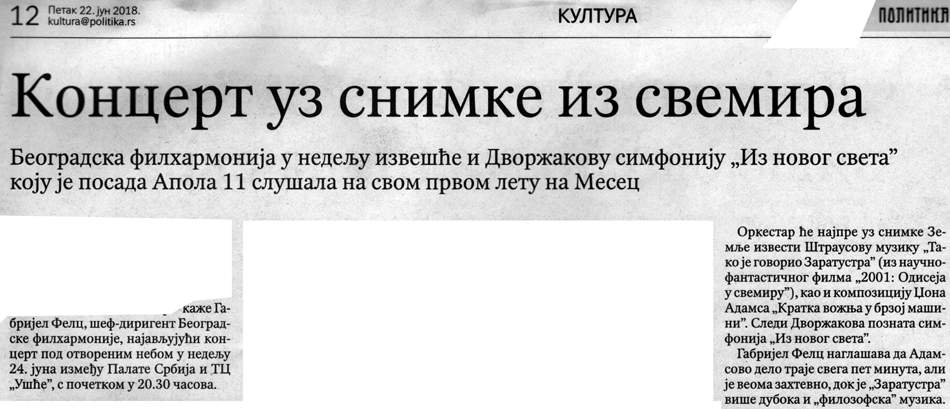 12
Петак 22. јун 2018.
kultura@politika.rs
КУЛТУРА
ПОЛИТИКА
Концерт уз снимке из свемира
Београдска филхармонија у недељу извешће и Дворжакову симфонију „Из новог света”
коју је посада Апола 11 слушала на свом првом лету на Месец
каже Га-
бријел Фелц, шеф-диригент Београд-
ске филхармоније, најављујући кон-
церт под отвореним небом у недељу
24. јуна између Палате Србија и ТЦ
„Ушће”, с почетком у 20.30 часова.
Оркестар ће најпре уз снимке Зе-
мље извести Штраусову музику „Та-
ко је говорио Заратустра” (из научно-
фантастичног филма „2001: Одисеја
у свемиру”), као и композицију Џона
Адамса „Кратка вожња у брзој маши-
ни”. Следи Дворжакова позната сим-
фонија „Из новог света”.
Габријел Фелц наглашава да Адам-
сово дело траје свега пет минута, али
је веома захтевно, док је „Заратустра”
више дубока и „филозофска” музика.